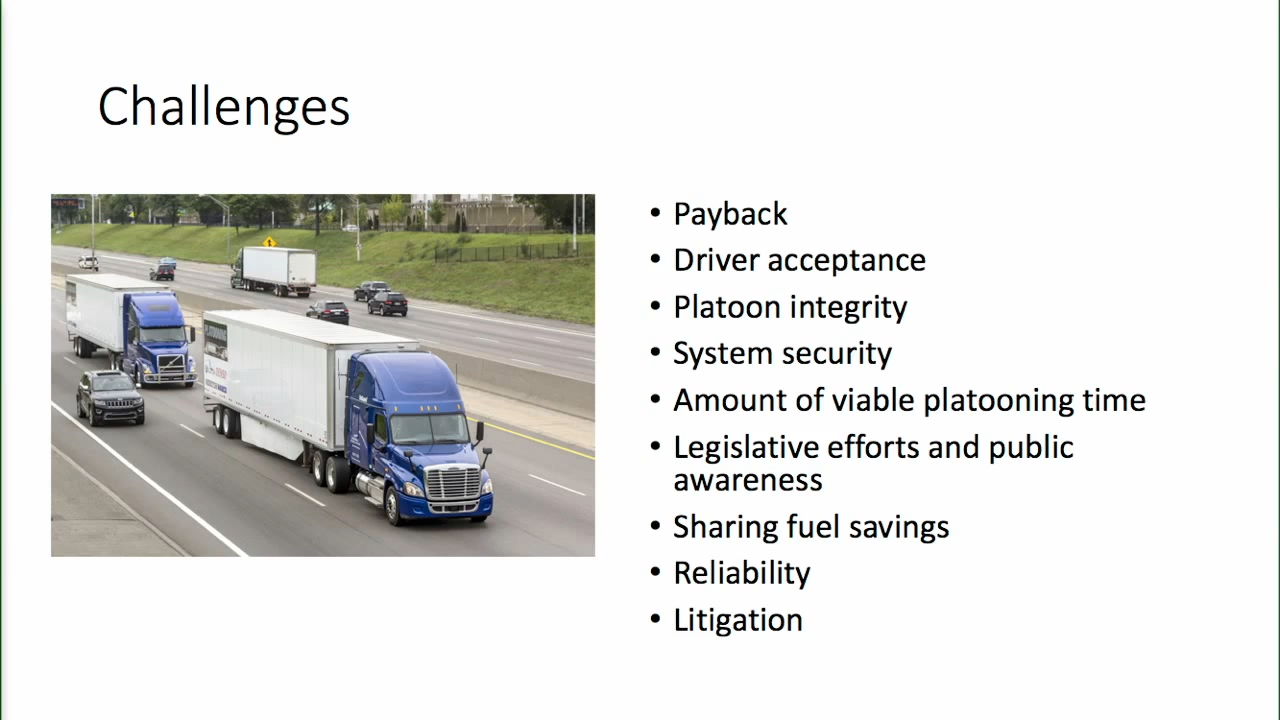 Challenges
• Payback
• Driver acceptance
• Platoon integrity
• System security
• Amount of viable platooning time
• Legislative efforts and public
awareness
• Sharing fuel savings
• Reliability
• Litigation